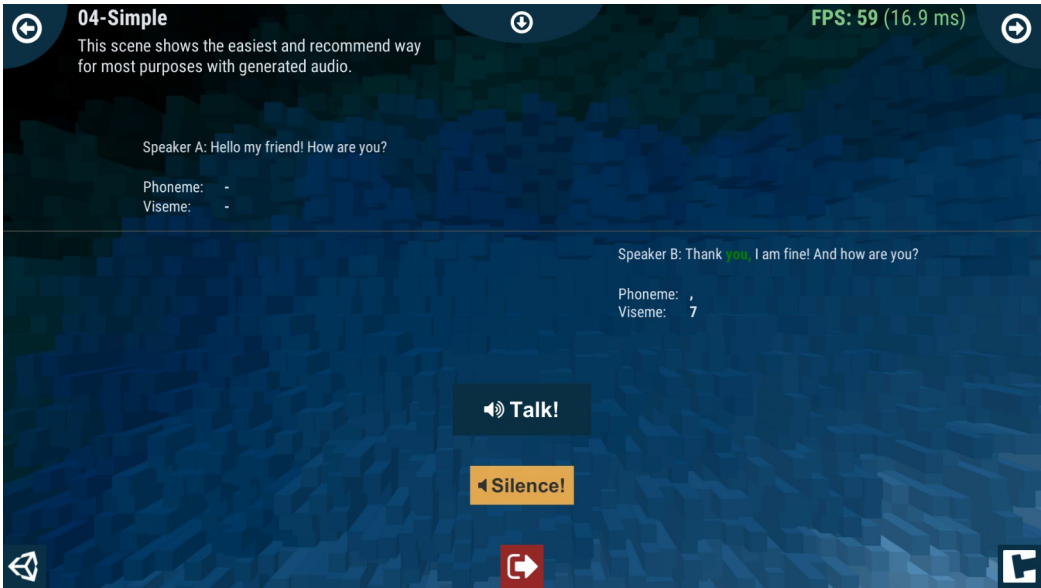 04-Simple
FPS: 59 (16.9 ms)
This scene shows the easiest and recommend way
for most purposes with generated audio.
Speaker A: Hello my friend! How are you?
Phoneme: -
Viseme: -
Speaker B: Thank you, I am fine! And how are you?
Phoneme: ,
Viseme: 7
Talk!
Silence!